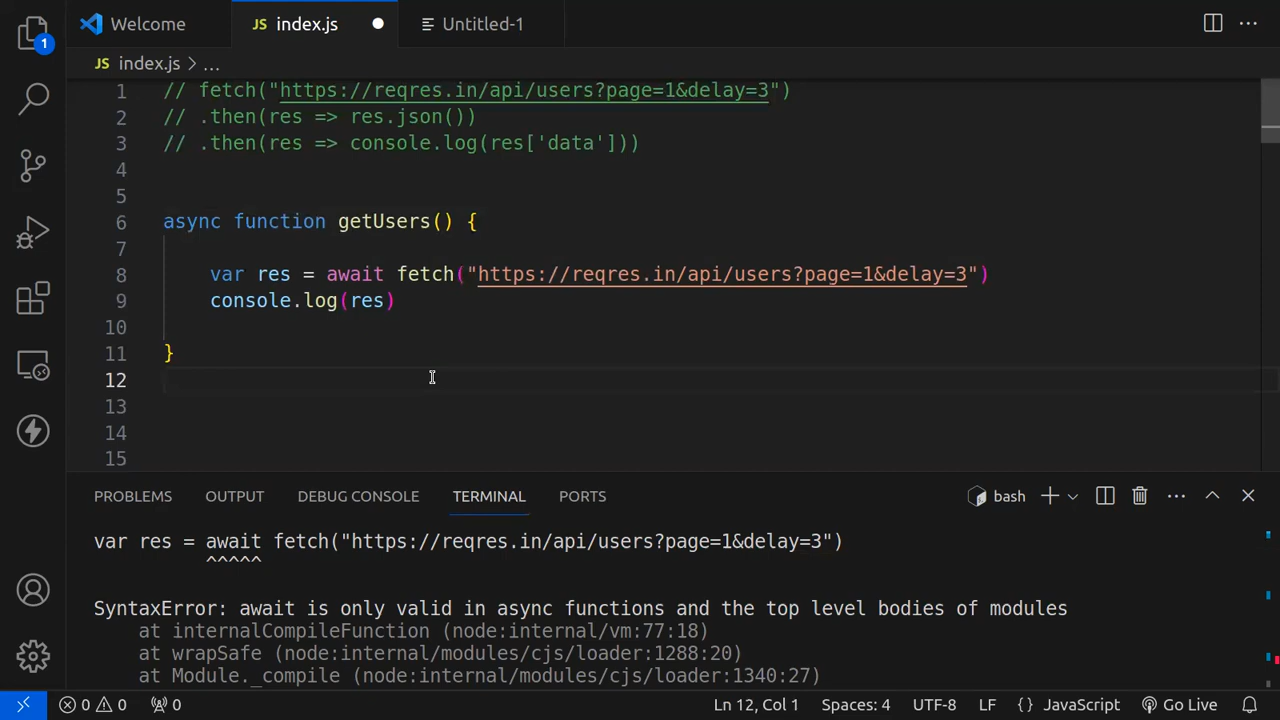 Welcome
JS index.js
Untitled-1
1
JS index.js > ...
1 // fetch("https://reqres.in/api/users?page=1&delay=3")
2 // .then(res => res.json())
3 // .then(res => console.log(res['data']))
4
5
6 async function getUsers() {
7
8 var res = await fetch("https://reqres.in/api/users?page=1&delay=3")
9 console.log(res)
10
11 }
12
13
14
15
PROBLEMS OUTPUT DEBUG CONSOLE TERMINAL PORTS bash
var res = await fetch("https://reqres.in/api/users?page=1&delay=3")
^^^^^
SyntaxError: await is only valid in async functions and the top level bodies of modules
at internalCompileFunction (node:internal/vm:77:18)
at wrapSafe (node:internal/modules/cjs/loader:1288:20)
at Module._compile (node:internal/modules/cjs/loader:1340:27)
0 0 0 Ln 12, Col 1 Spaces: 4 UTF-8 LF {} JavaScript Go Live